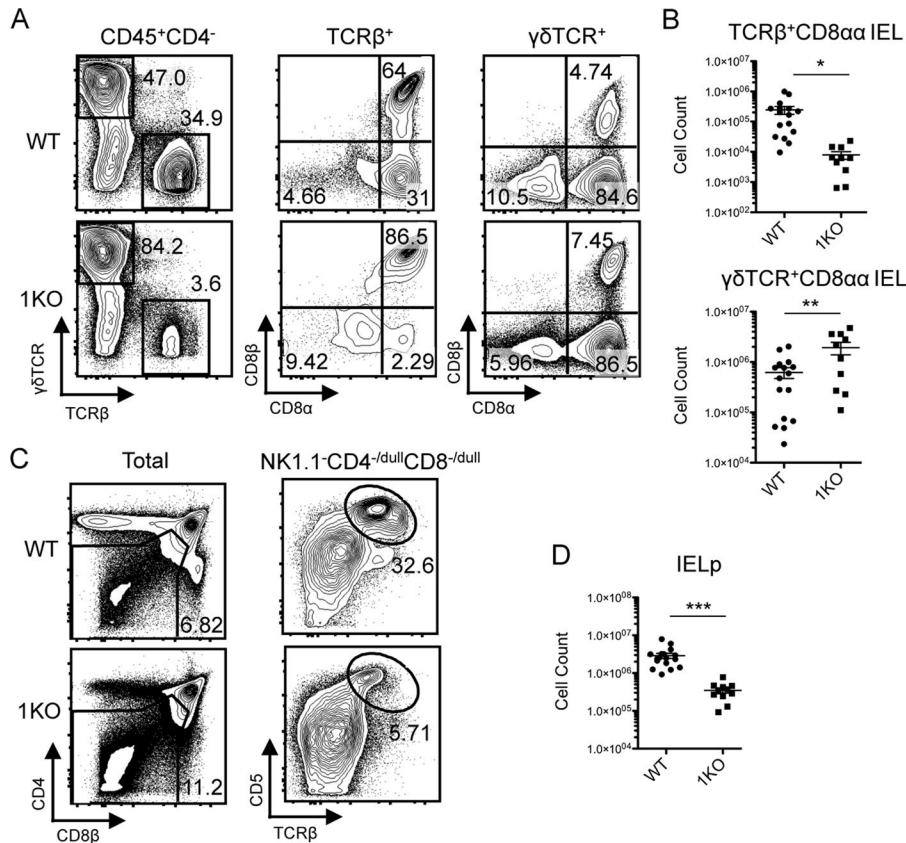 A
CD45⁺CD4⁻
TCRβ⁺
γδTCR⁺
WT
47.0
34.9
64
4.66
31
4.74
10.5
84.6
1KO
84.2
3.6
86.5
9.42
2.29
7.45
5.96
86.5
γδTCR
TCRβ
CD8β
CD8α
CD8β
CD8α
B
TCRβ⁺CD8αα IEL
*
Cell Count
1.0×10⁰⁷
1.0×10⁰⁶
1.0×10⁰⁵
1.0×10⁰⁴
1.0×10⁰³
1.0×10⁰²
WT
1KO
γδTCR⁺CD8αα IEL
**
Cell Count
1.0×10⁰⁷
1.0×10⁰⁶
1.0×10⁰⁵
1.0×10⁰⁴
WT
1KO
C
Total
NK1.1⁻CD4⁻/ᵈᵘˡˡCD8⁻/ᵈᵘˡˡ
WT
6.82
32.6
1KO
11.2
5.71
CD4
CD8β
CD5
TCRβ
D
IELp
***
Cell Count
1.0×10⁰⁸
1.0×10⁰⁷
1.0×10⁰⁶
1.0×10⁰⁵
1.0×10⁰⁴
WT
1KO